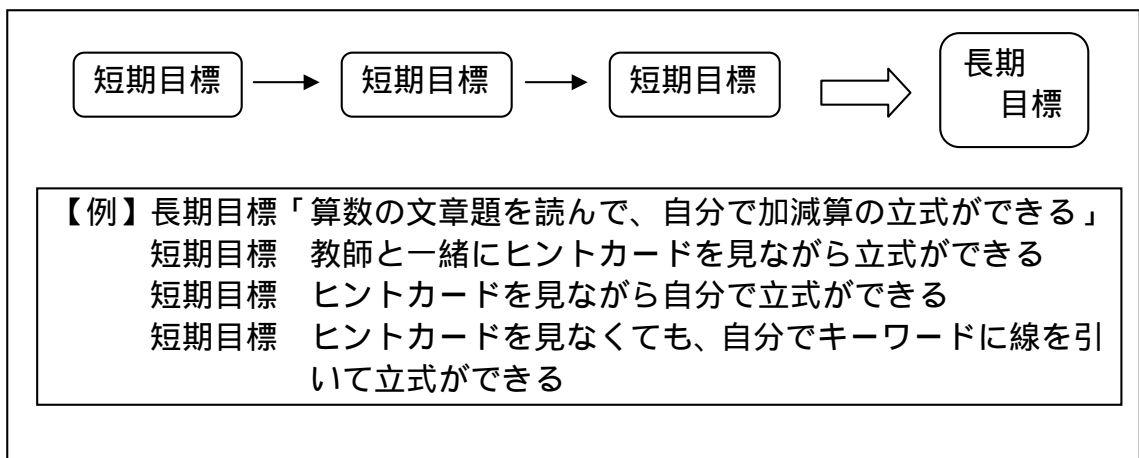 短期目標
短期目標
短期目標
長期
目標
【例】長期目標「算数の文章題を読んで、自分で加減算の立式ができる」
短期目標　教師と一緒にヒントカードを見ながら立式ができる
短期目標　ヒントカードを見ながら自分で立式ができる
短期目標　ヒントカードを見なくても、自分でキーワードに線を引
いて立式ができる